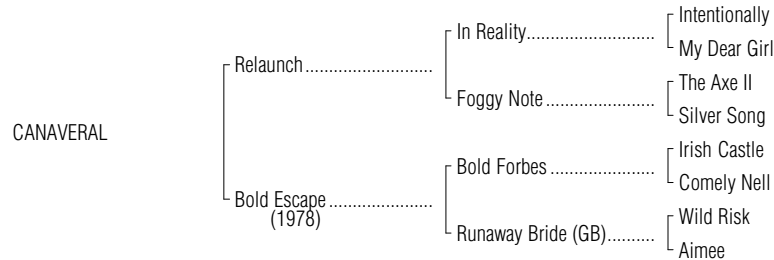 Intentionally
In Reality...........................
My Dear Girl
Relaunch...........................
The Axe II
Foggy Note.......................
Silver Song
CANAVERAL
Irish Castle
Bold Forbes......................
Comely Nell
Bold Escape......................
(1978)
Wild Risk
Runaway Bride (GB)..........
Aimee